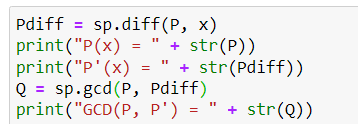 Pdiff = sp.diff(P, x)
print("P(x) = " + str(P))
print("P'(x) = " + str(Pdiff))
Q = sp.gcd(P, Pdiff)
print("GCD(P, P') = " + str(Q))